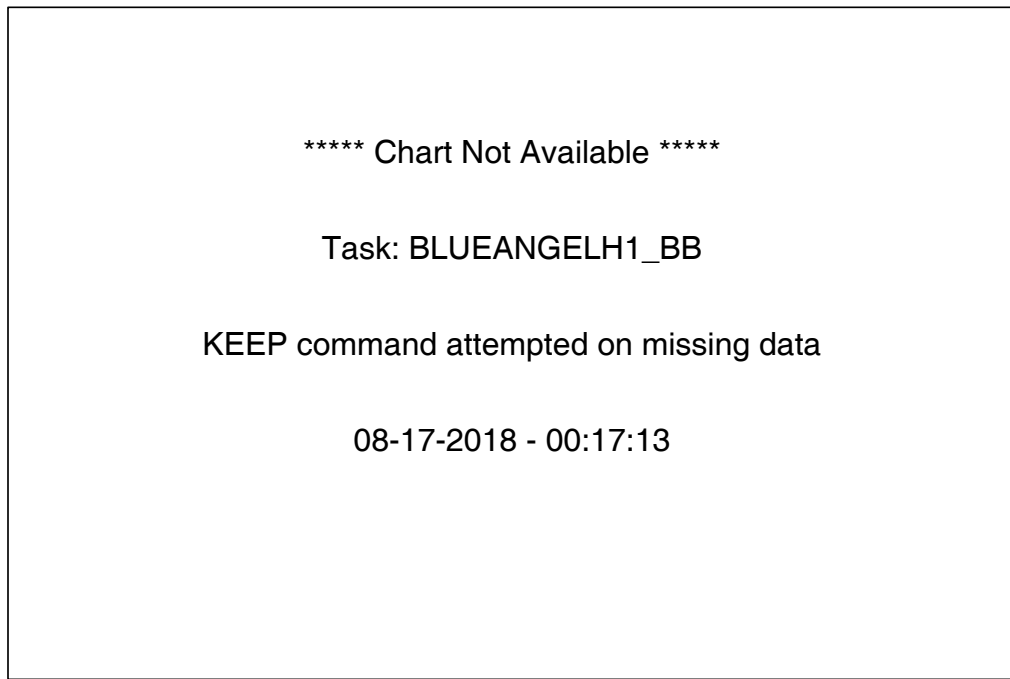 ***** Chart Not Available *****
Task: BLUEANGELH1_BB
KEEP command attempted on missing data
08-17-2018 - 00:17:13